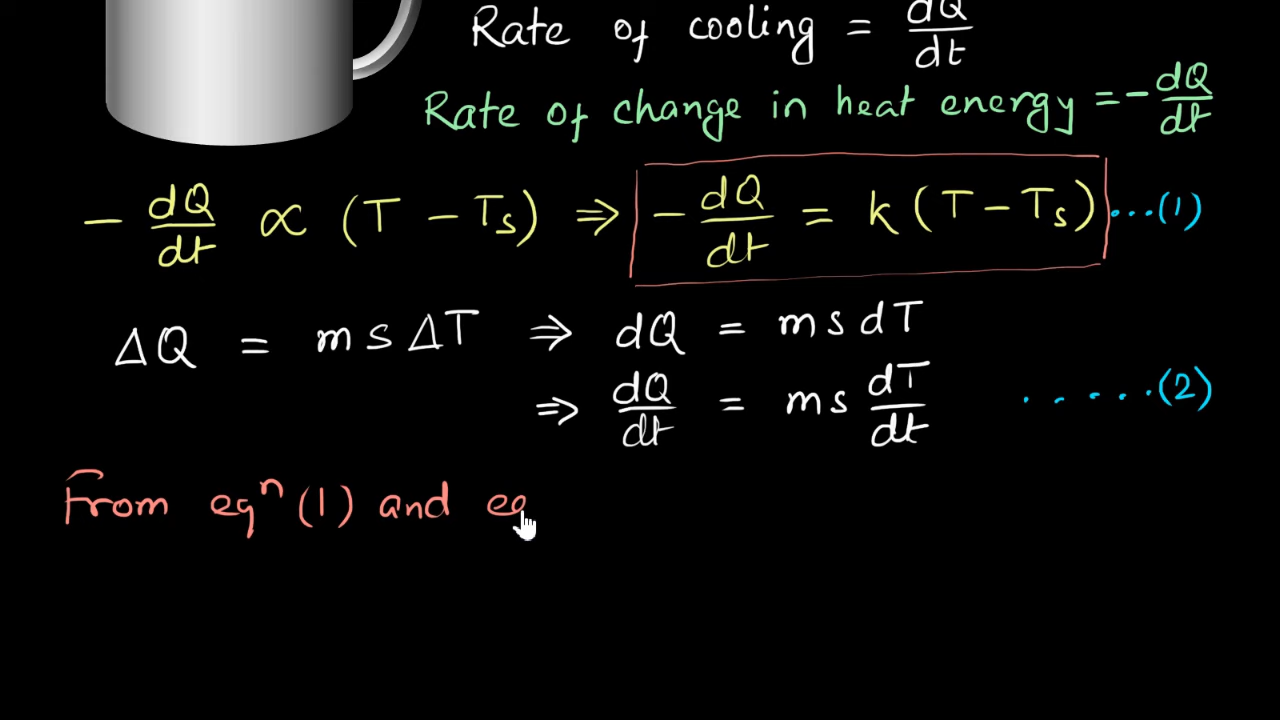 Rate of cooling = dQ/dt
Rate of change in heat energy = - dQ/dt
- dQ/dt ∝ (T - Ts) ⇒ - dQ/dt = k (T - Ts) ...(1)
ΔQ = m s ΔT ⇒ dQ = m s d T
⇒ dQ/dt = m s dT/dt .....(2)
From eqⁿ (1) and eq